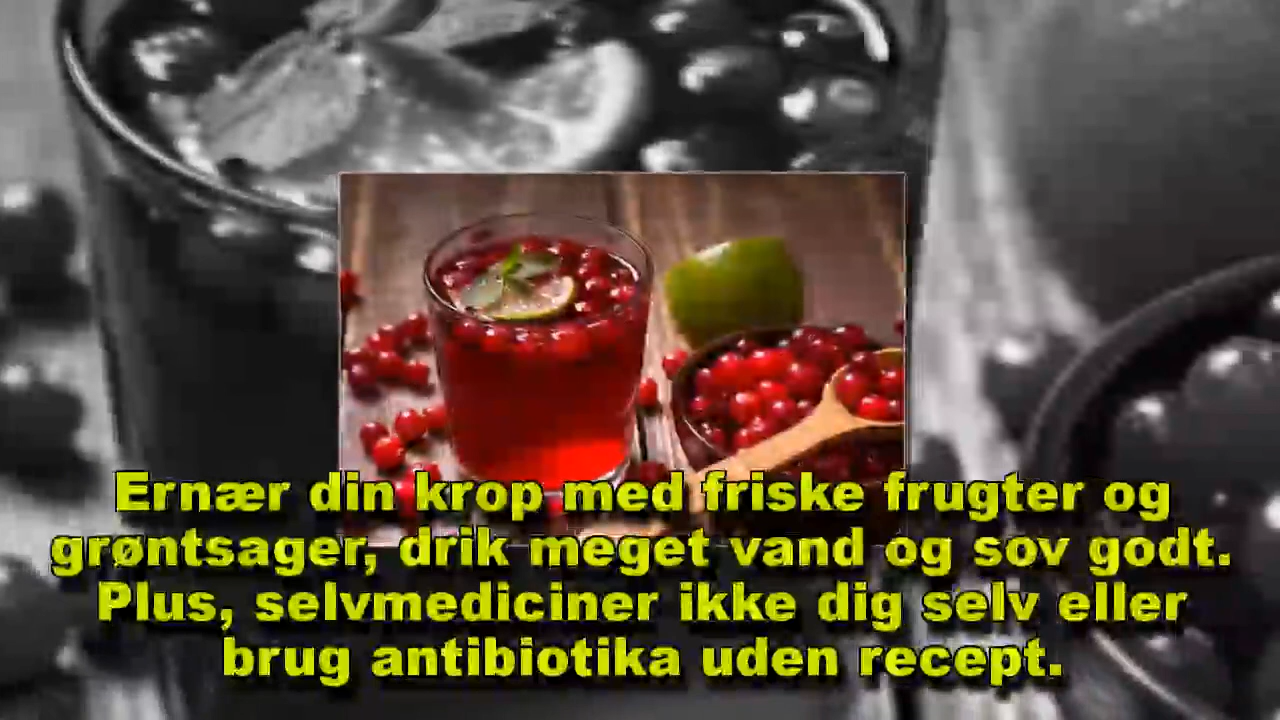 Ernær din krop med friske frugter og
grøntsager, drik meget vand og sov godt.
Plus, selvmediciner ikke dig selv eller
brug antibiotika uden recept.